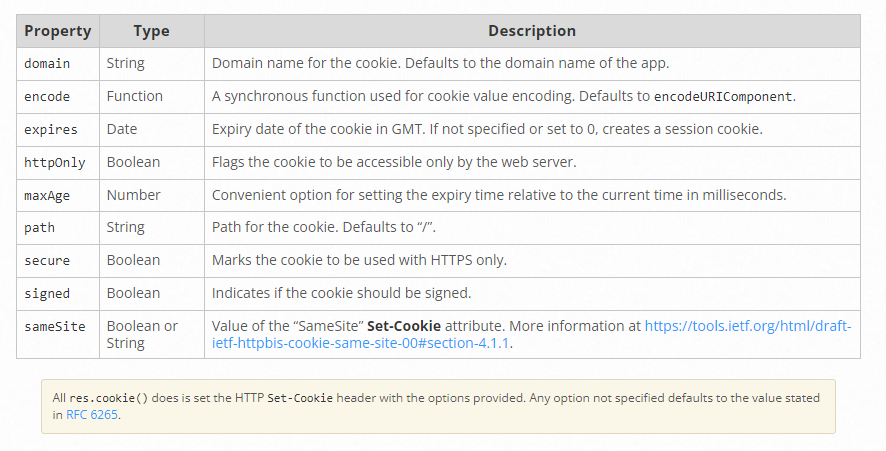 Property Type Description
domain String Domain name for the cookie. Defaults to the domain name of the app.
encode Function A synchronous function used for cookie value encoding. Defaults to encodeURIComponent.
expires Date Expiry date of the cookie in GMT. If not specified or set to 0, creates a session cookie.
httpOnly Boolean Flags the cookie to be accessible only by the web server.
maxAge Number Convenient option for setting the expiry time relative to the current time in milliseconds.
path String Path for the cookie. Defaults to “/”.
secure Boolean Marks the cookie to be used with HTTPS only.
signed Boolean Indicates if the cookie should be signed.
sameSite Boolean or Value of the “SameSite” Set-Cookie attribute. More information at https://tools.ietf.org/html/draft-
String ietf-httpbis-cookie-same-site-00#section-4.1.1.
All res.cookie() does is set the HTTP Set-Cookie header with the options provided. Any option not specified defaults to the value stated
in RFC 6265.